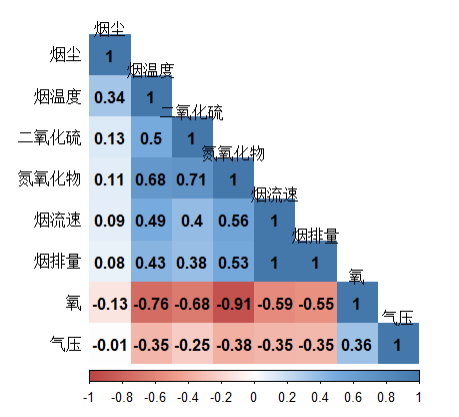 烟尘
烟尘 1
烟温度
烟温度 0.34 1
二氧化硫
二氧化硫 0.13 0.5 1
氮氧化物
氮氧化物 0.11 0.68 0.71 1
烟流速
烟流速 0.09 0.49 0.4 0.56 1
烟排量
烟排量 0.08 0.43 0.38 0.53 1 1
氧
氧 -0.13 -0.76 -0.68 -0.91 -0.59 -0.55 1
气压
气压 -0.01 -0.35 -0.25 -0.38 -0.35 -0.35 0.36 1
-1 -0.8 -0.6 -0.4 -0.2 0 0.2 0.4 0.6 0.8 1